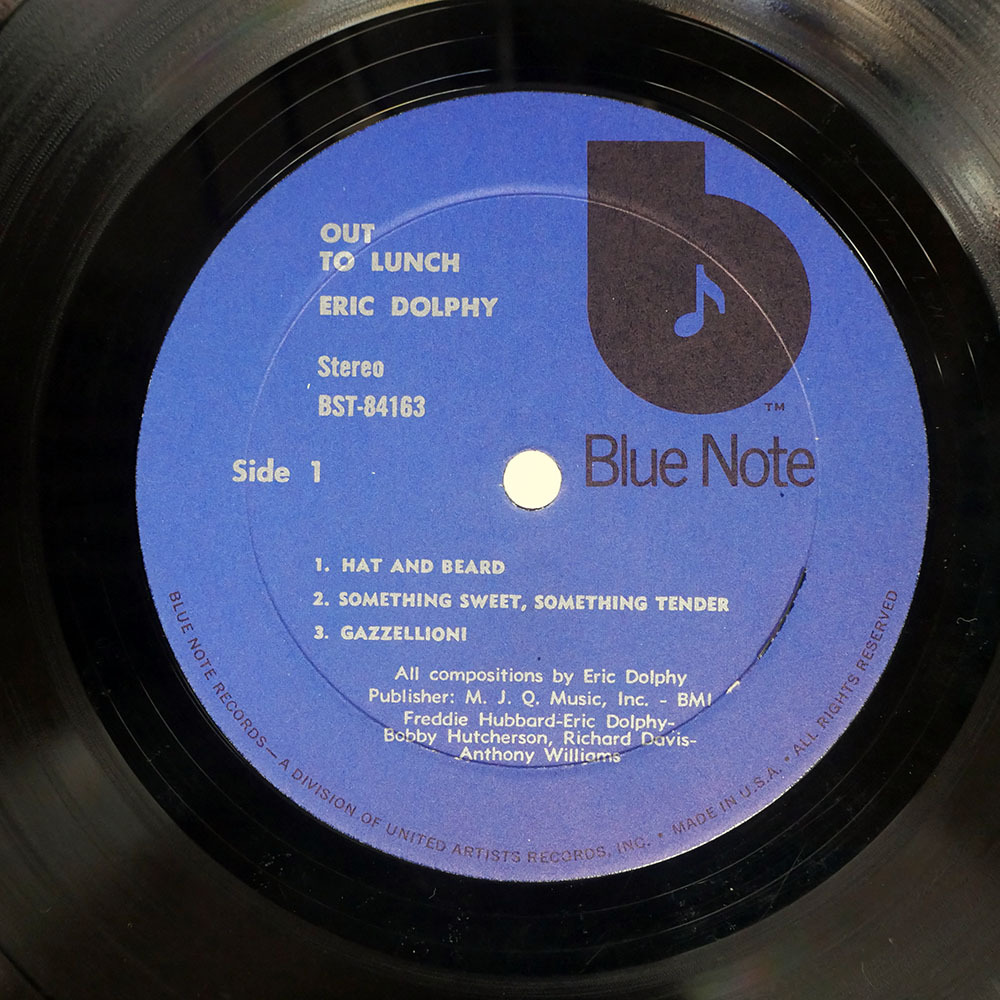 OUT
TO LUNCH
ERIC DOLPHY
Stereo
BST-84163
Side 1
TM
Blue Note
1. HAT AND BEARD
2. SOMETHING SWEET, SOMETHING TENDER
3. GAZZELLIONI
All compositions by Eric Dolphy
Publisher: M. J. Q. Music, Inc. - BMI
Freddie Hubbard-Eric Dolphy-
Bobby Hutcherson, Richard Davis-
Anthony Williams
BLUE NOTE RECORDS—A DIVISION OF UNITED ARTISTS RECORDS, INC. • MADE IN U.S.A. • ALL RIGHTS RESERVED